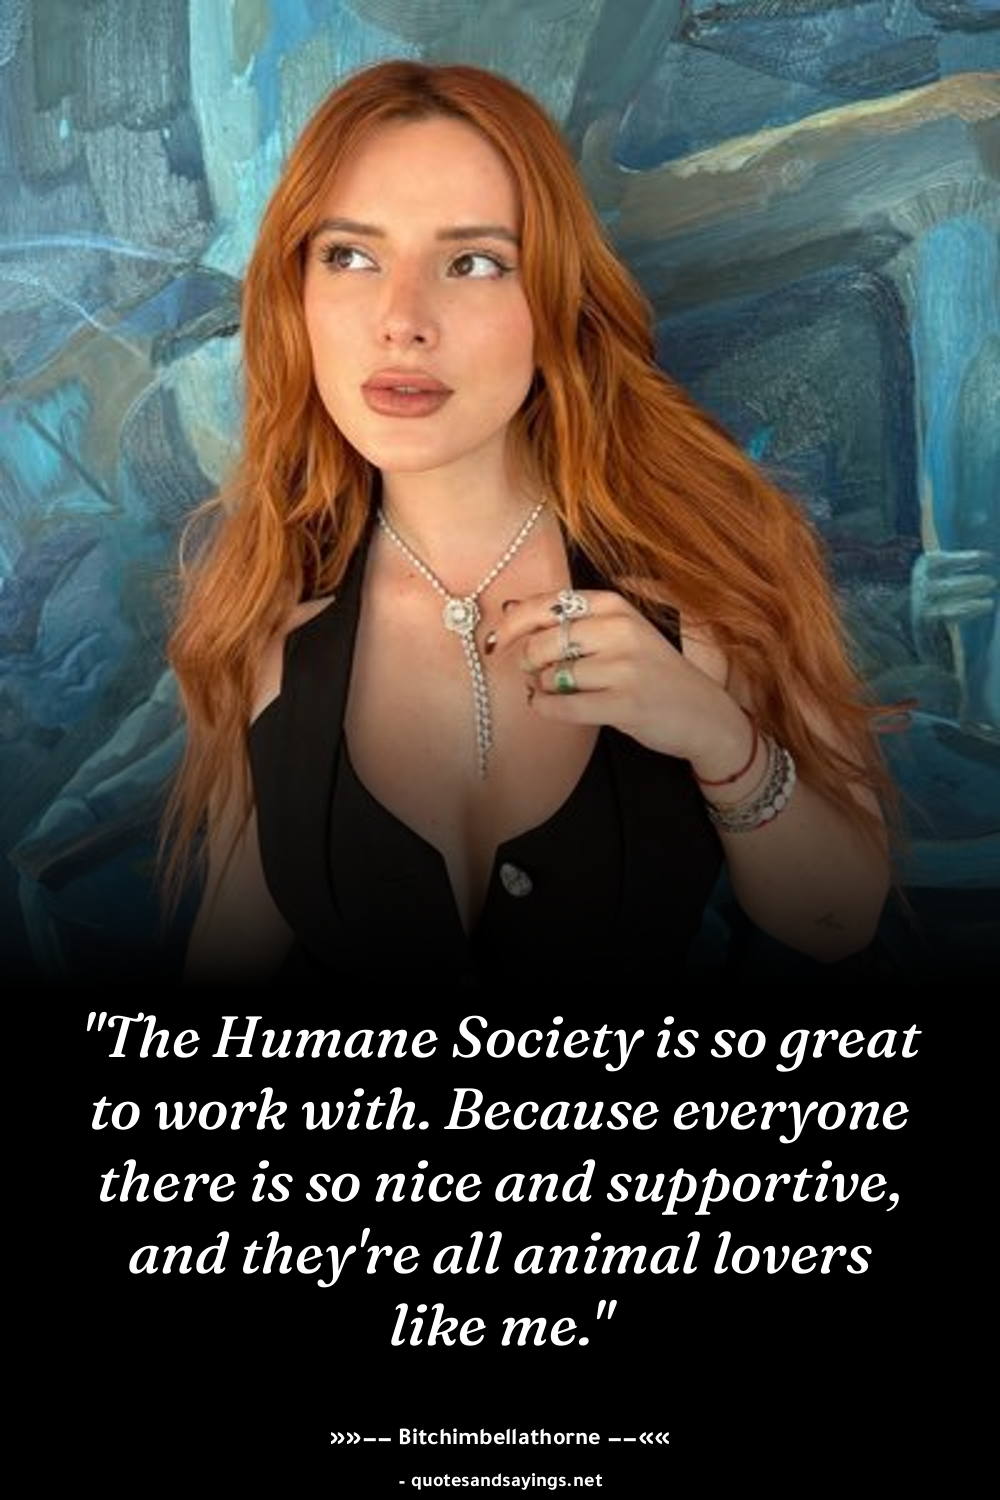 "The Humane Society is so great
to work with. Because everyone
there is so nice and supportive,
and they're all animal lovers
like me."
»»–– Bitchimbellathorne ––««
- quotesandsayings.net